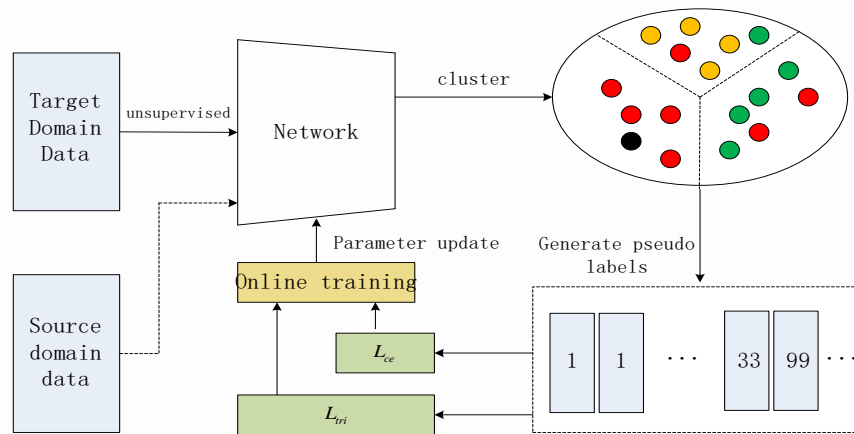 Target
Domain
Data
unsupervised
Network
cluster
Parameter update
Generate pseudo
labels
Online training
Source
domain
data
L_ce
L_tri
1
1
...
33
99
...